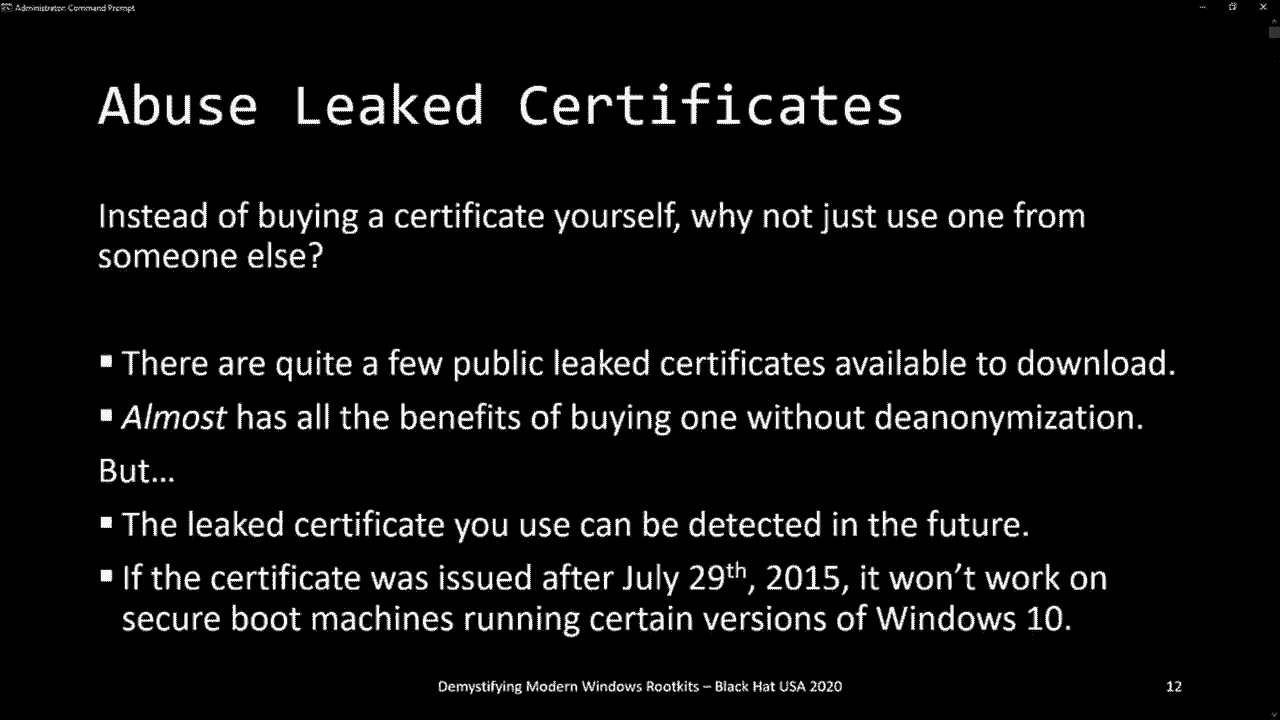 Administrator: Command Prompt
Abuse Leaked Certificates
Instead of buying a certificate yourself, why not just use one from
someone else?
▪ There are quite a few public leaked certificates available to download.
▪ Almost has all the benefits of buying one without deanonymization.
But...
▪ The leaked certificate you use can be detected in the future.
▪ If the certificate was issued after July 29th, 2015, it won’t work on
secure boot machines running certain versions of Windows 10.
Demystifying Modern Windows Rootkits – Black Hat USA 2020
12